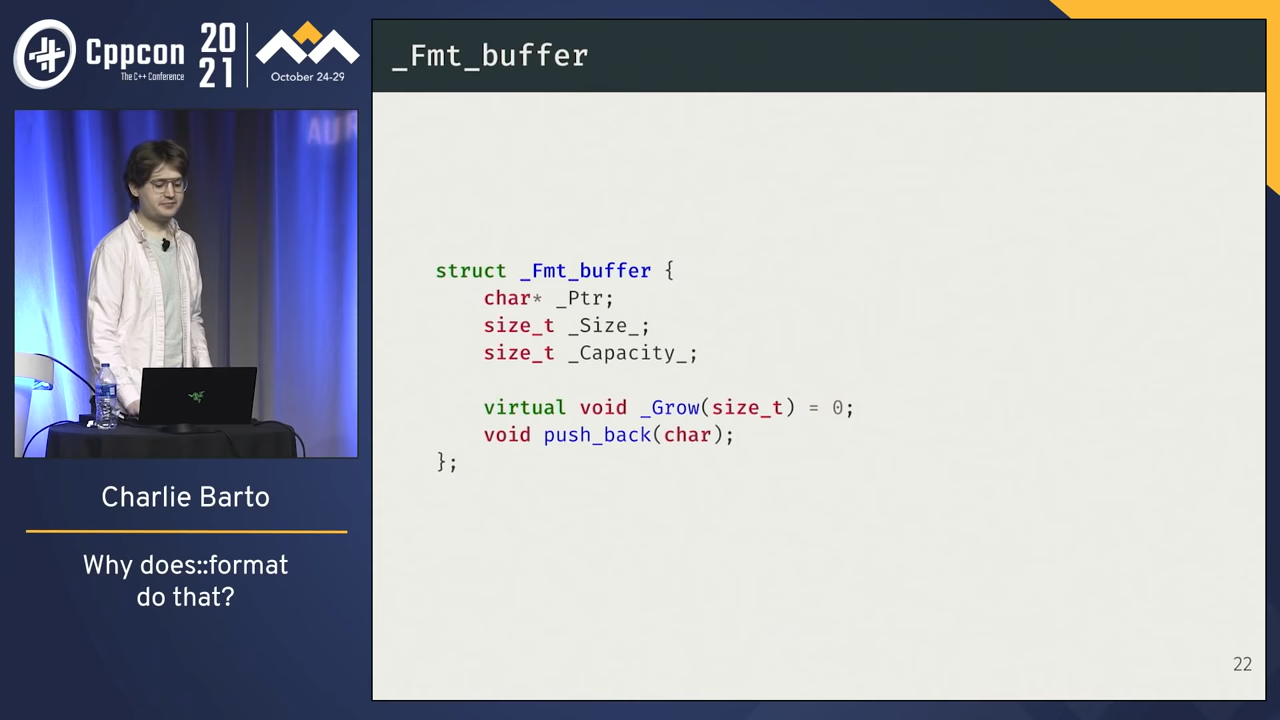 Cppcon
The C++ Conference
20
21
October 24-29
AU
Charlie Barto
Why does::format
do that?
_Fmt_buffer
struct _Fmt_buffer {
    char* _Ptr;
    size_t _Size_;
    size_t _Capacity_;
    virtual void _Grow(size_t) = 0;
    void push_back(char);
};
22